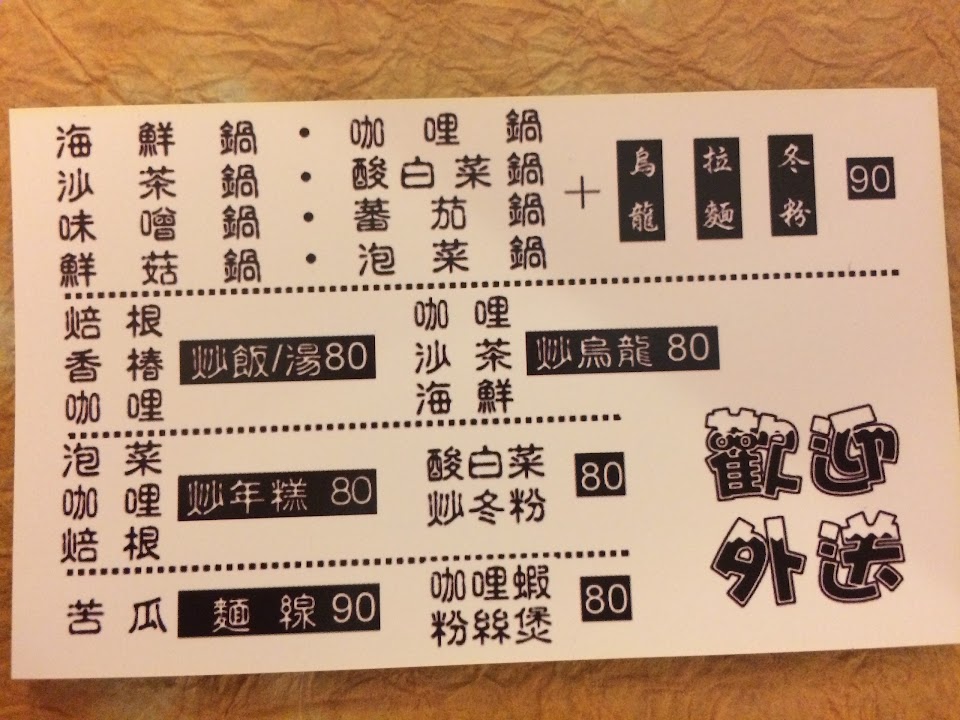 海鮮鍋・咖哩鍋
沙茶鍋・酸白菜鍋
味噌鍋・蕃茄鍋
鮮菇鍋・泡菜鍋
+
烏龍
拉麵
冬粉
90
焙根
香椿
咖哩
炒飯/湯80
咖哩
沙茶
海鮮
炒烏龍 80
泡菜
咖哩
焙根
炒年糕 80
酸白菜
炒冬粉
80
苦瓜 麵線90
咖哩蝦
粉絲煲
80
歡迎
外送